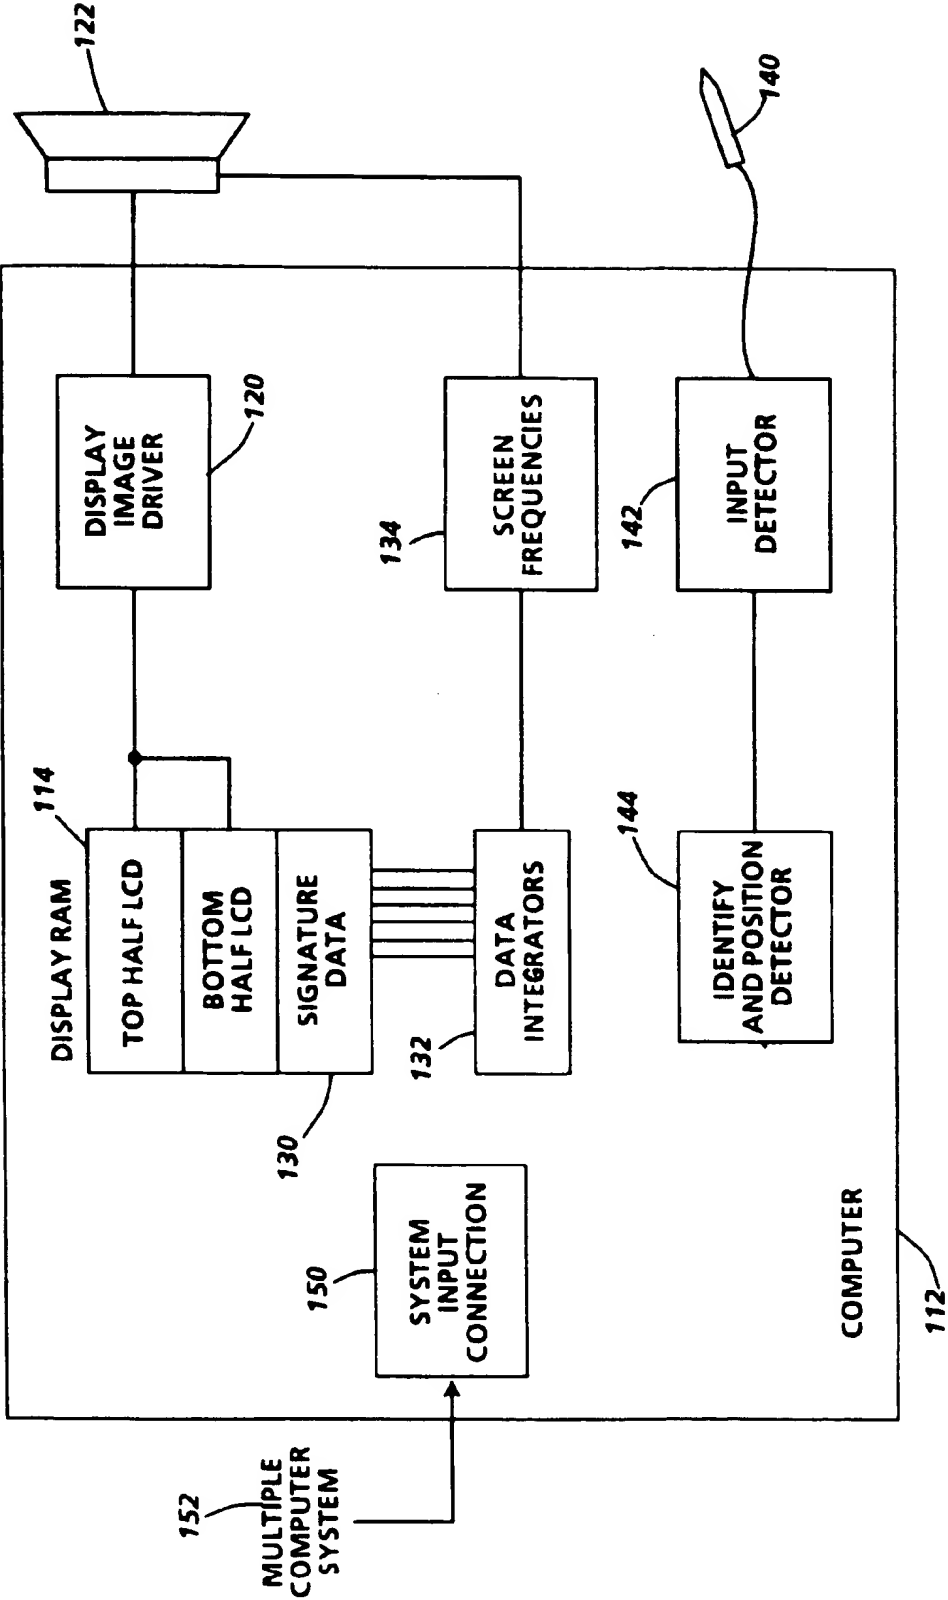 152
MULTIPLE
COMPUTER
SYSTEM
150
SYSTEM
INPUT
CONNECTION
COMPUTER
112
DISPLAY RAM
114
TOP HALF LCD
BOTTOM
HALF LCD
SIGNATURE
DATA
130
132
DATA
INTEGRATORS
144
IDENTIFY
AND POSITION
DETECTOR
DISPLAY
IMAGE
DRIVER
120
134
SCREEN
FREQUENCIES
142
INPUT
DETECTOR
122
140